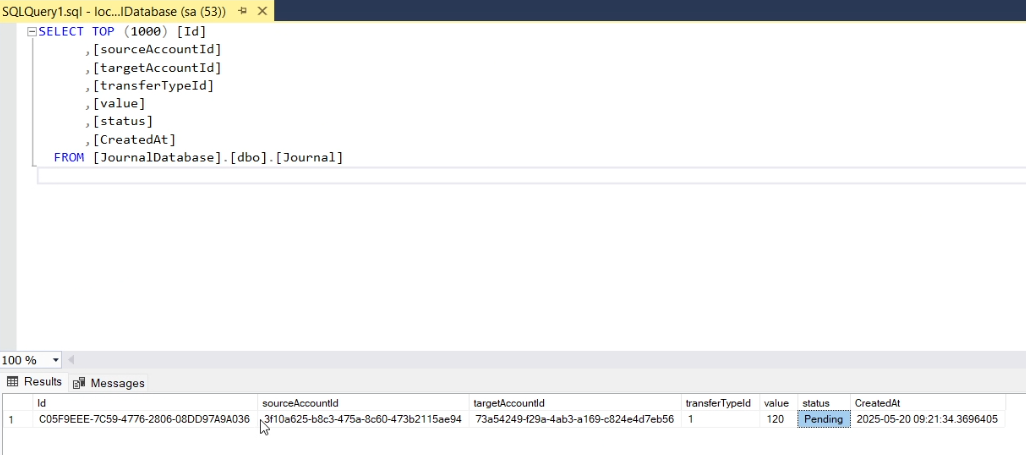 SQLQuery1.sql - loc...lDatabase (sa (53))
SELECT TOP (1000) [Id]
,[sourceAccountId]
,[targetAccountId]
,[transferTypeId]
,[value]
,[status]
,[CreatedAt]
FROM [JournalDatabase].[dbo].[Journal]
100 %
Results Messages
Id sourceAccountId targetAccountId transferTypeId value status CreatedAt
1 C05F9EEE-7C59-4776-2806-08DD97A9A036 3f10a625-b8c3-475a-8c60-473b2115ae94 73a54249-f29a-4ab3-a169-c824e4d7eb56 1 120 Pending 2025-05-20 09:21:34.3696405